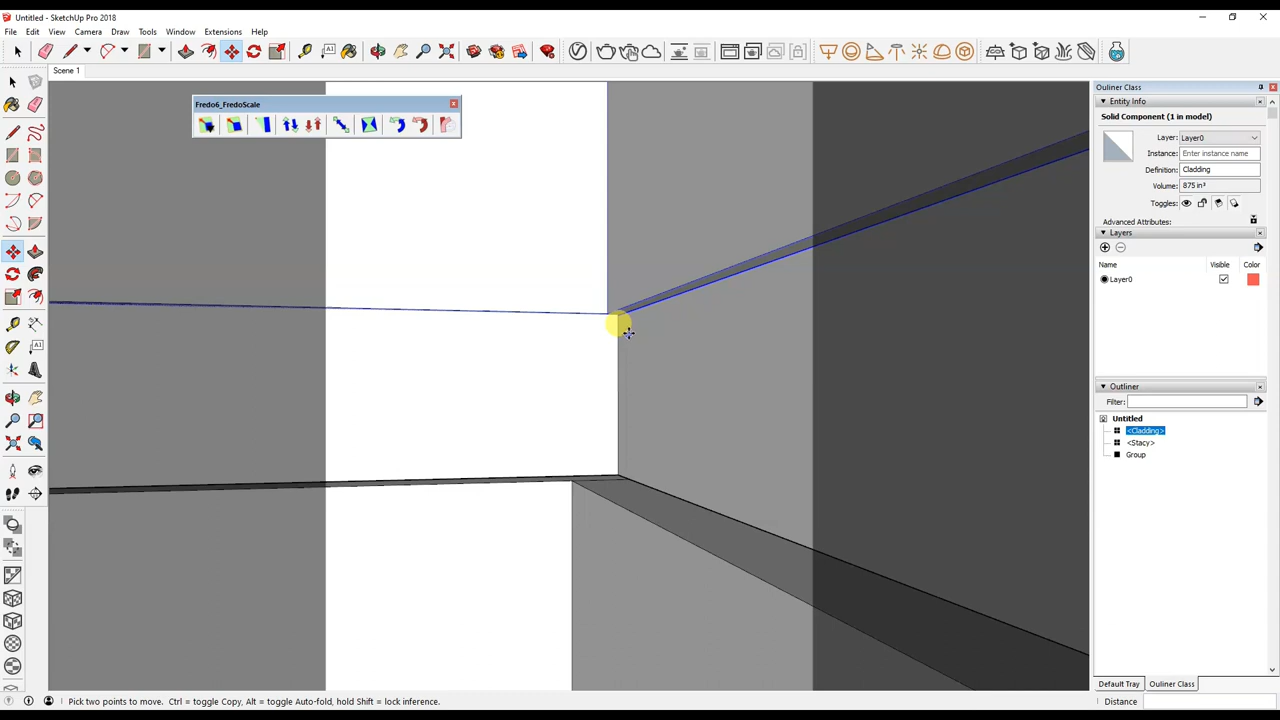 Untitled - SketchUp Pro 2018
File Edit View Camera Draw Tools Window Extensions Help
Scene 1
Fredo6_FredoScale
Ouliner Class
Entity Info
Solid Component (1 in model)
Layer: Layer0
Instance: Enter instance name
Definition: Cladding
Volume: 875 in³
Toggles:
Advanced Attributes:
Layers
Name Visible Color
Layer0
Outliner
Filter:
Untitled
<Cladding>
<Stacy>
Group
Default Tray Ouliner Class
Pick two points to move. Ctrl = toggle Copy, Alt = toggle Auto-fold, hold Shift = lock inference.
Distance